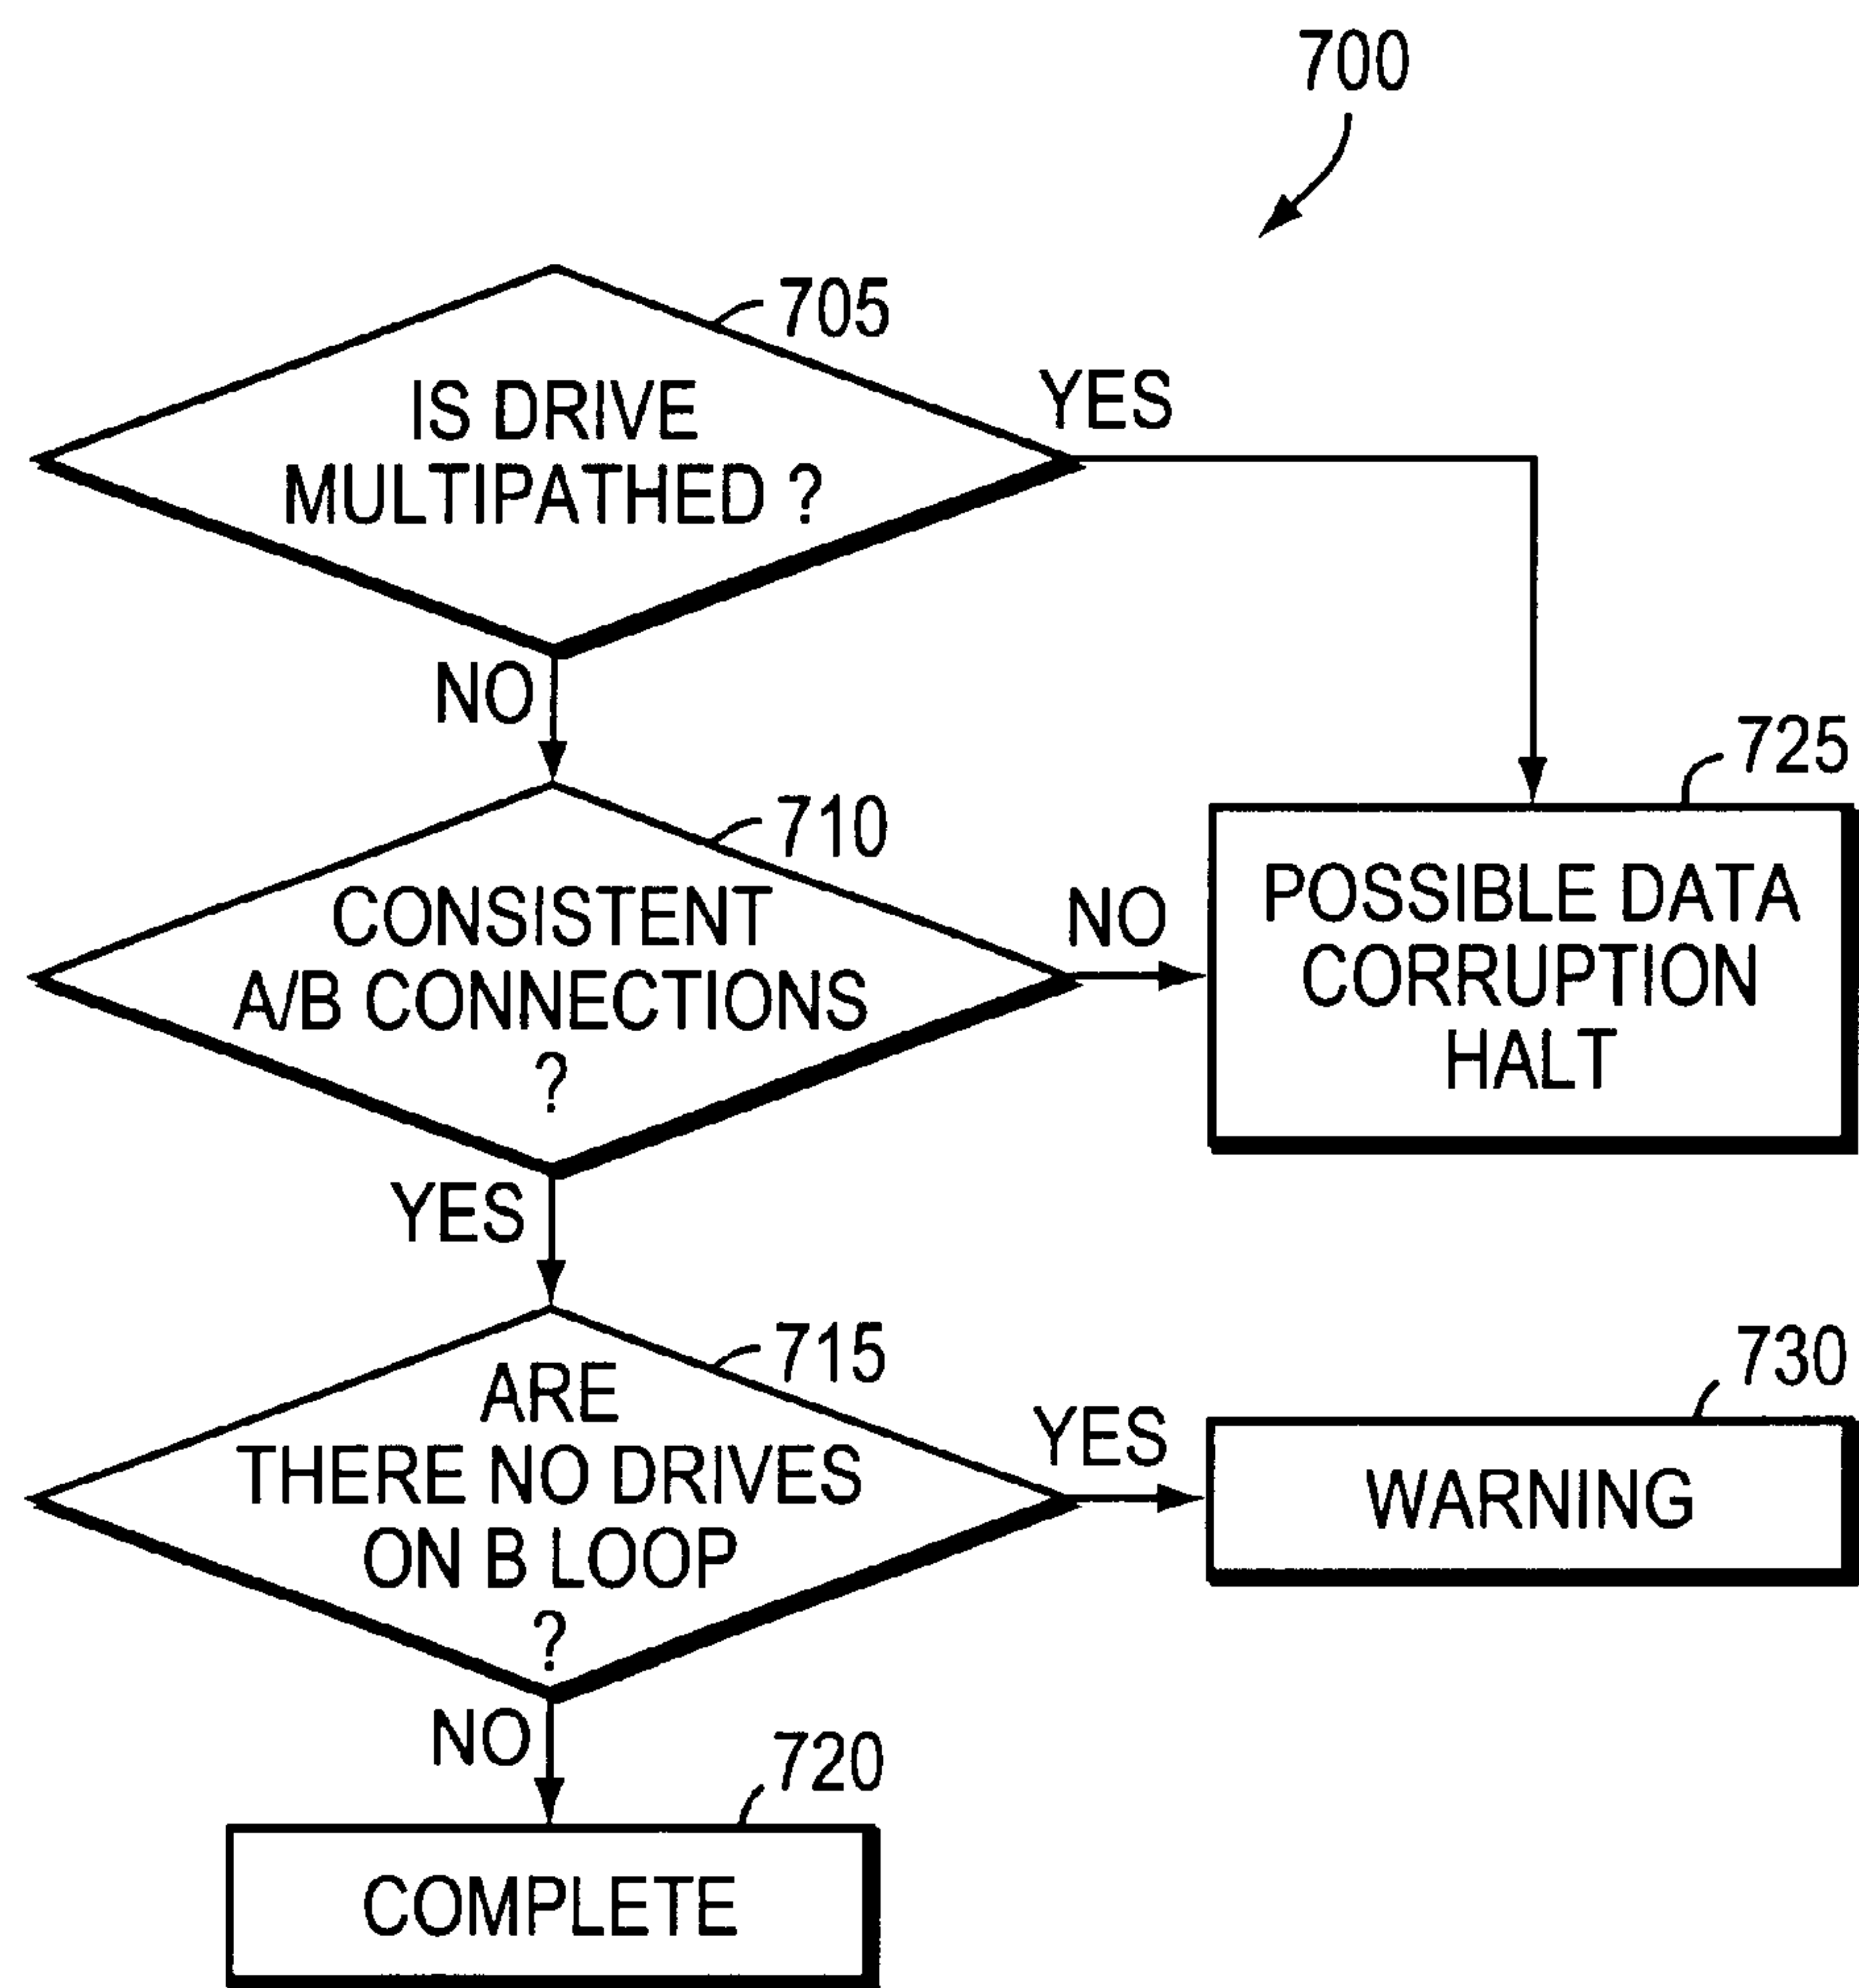 700
705
IS DRIVE
MULTIPATHED ?
YES
NO
725
710
CONSISTENT
A/B CONNECTIONS
?
NO
POSSIBLE DATA
CORRUPTION
HALT
YES
715
ARE
THERE NO DRIVES
ON B LOOP
?
YES
730
WARNING
NO
720
COMPLETE